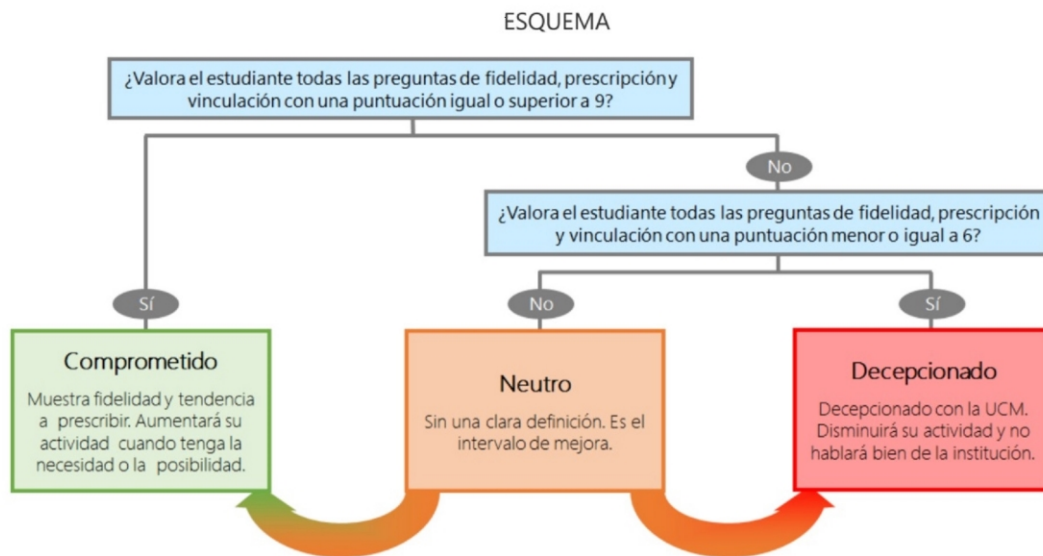 ESQUEMA
¿Valora el estudiante todas las preguntas de fidelidad, prescripción y
vinculación con una puntuación igual o superior a 9?
No
¿Valora el estudiante todas las preguntas de fidelidad, prescripción
y vinculación con una puntuación menor o igual a 6?
Sí
No
Sí
Comprometido
Muestra fidelidad y tendencia
a prescribir. Aumentará su
actividad cuando tenga la
necesidad o la posibilidad.
Neutro
Sin una clara definición. Es el
intervalo de mejora.
Decepcionado
Decepcionado con la UCM.
Disminuirá su actividad y no
hablará bien de la institución.